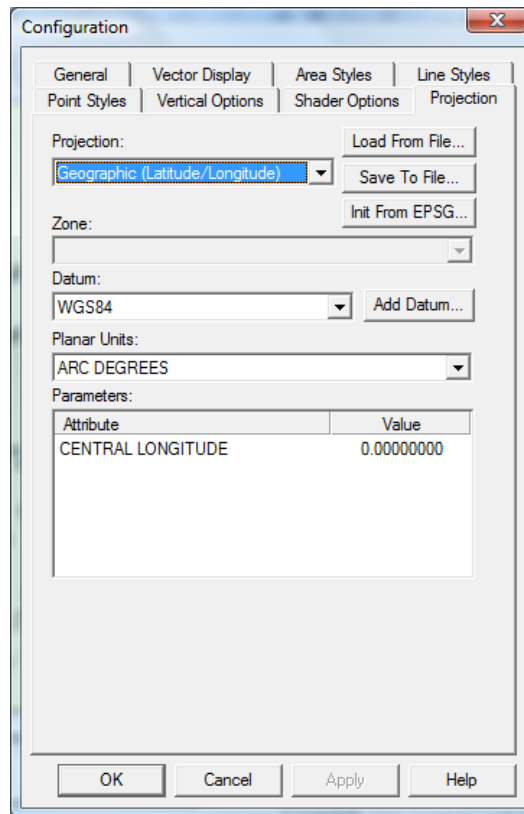 Configuration
General Vector Display Area Styles Line Styles
Point Styles Vertical Options Shader Options Projection
Projection: Load From File...
Geographic (Latitude/Longitude) Save To File...
Init From EPSG...
Zone:
Datum:
WGS84 Add Datum...
Planar Units:
ARC DEGREES
Parameters:
Attribute Value
CENTRAL LONGITUDE 0.00000000
OK Cancel Apply Help